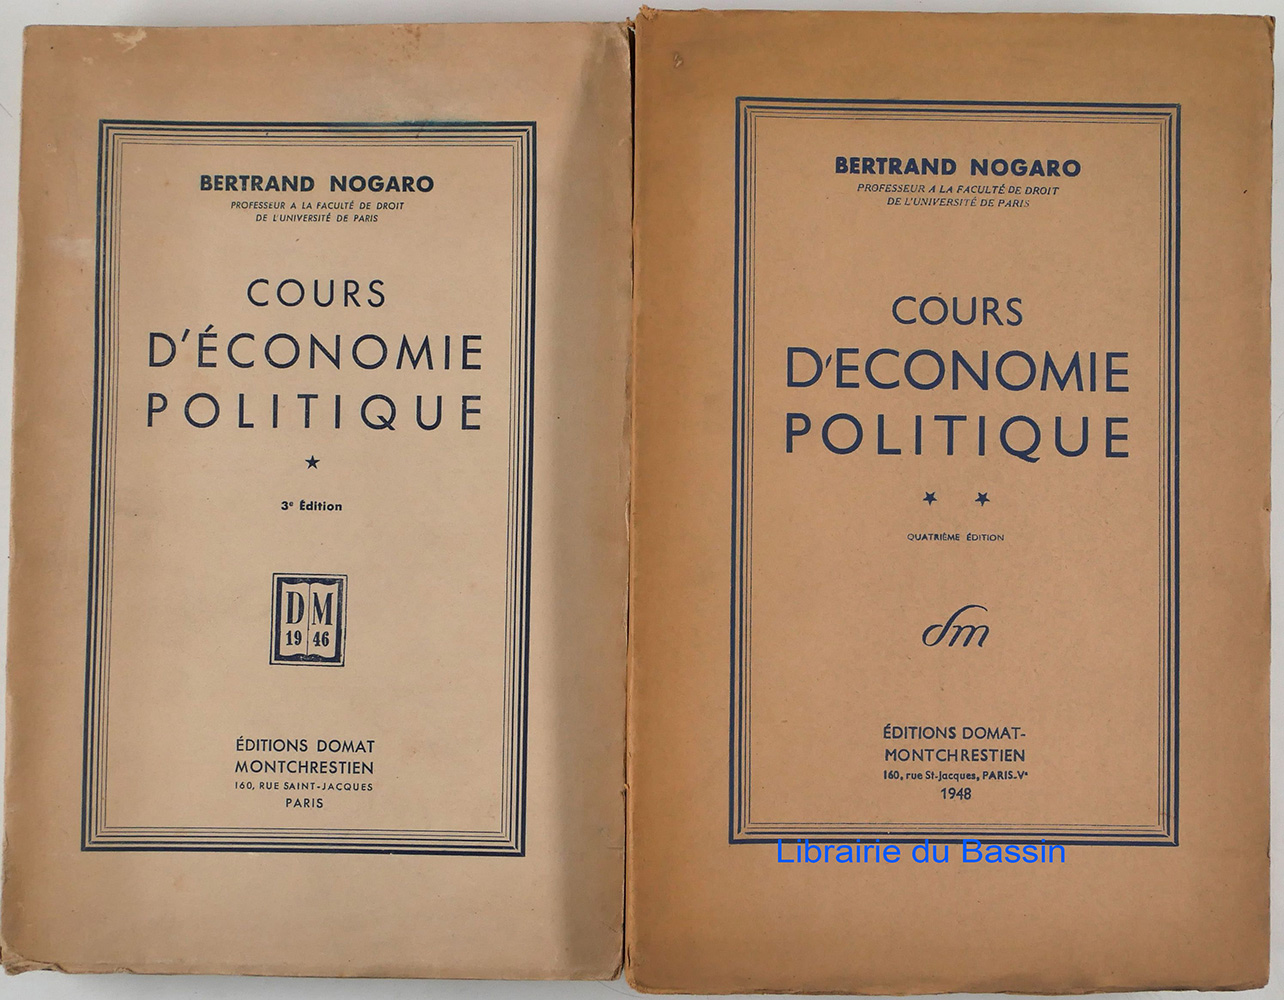 BERTRAND NOGARO
PROFESSEUR A LA FACULTÉ DE DROIT
DE L'UNIVERSITÉ DE PARIS
COURS
D'ÉCONOMIE
POLITIQUE
★
3e Édition
DM
1946
ÉDITIONS DOMAT
MONTCHRESTIEN
160, RUE SAINT-JACQUES
PARIS
BERTRAND NOGARO
PROFESSEUR A LA FACULTÉ DE DROIT
DE L'UNIVERSITÉ DE PARIS
COURS
D'ECONOMIE
POLITIQUE
★ ★
QUATRIÈME ÉDITION
dm
ÉDITIONS DOMAT-
MONTCHRESTIEN
160, rue St-Jacques, PARIS-Ve
1948
Librairie du Bassin